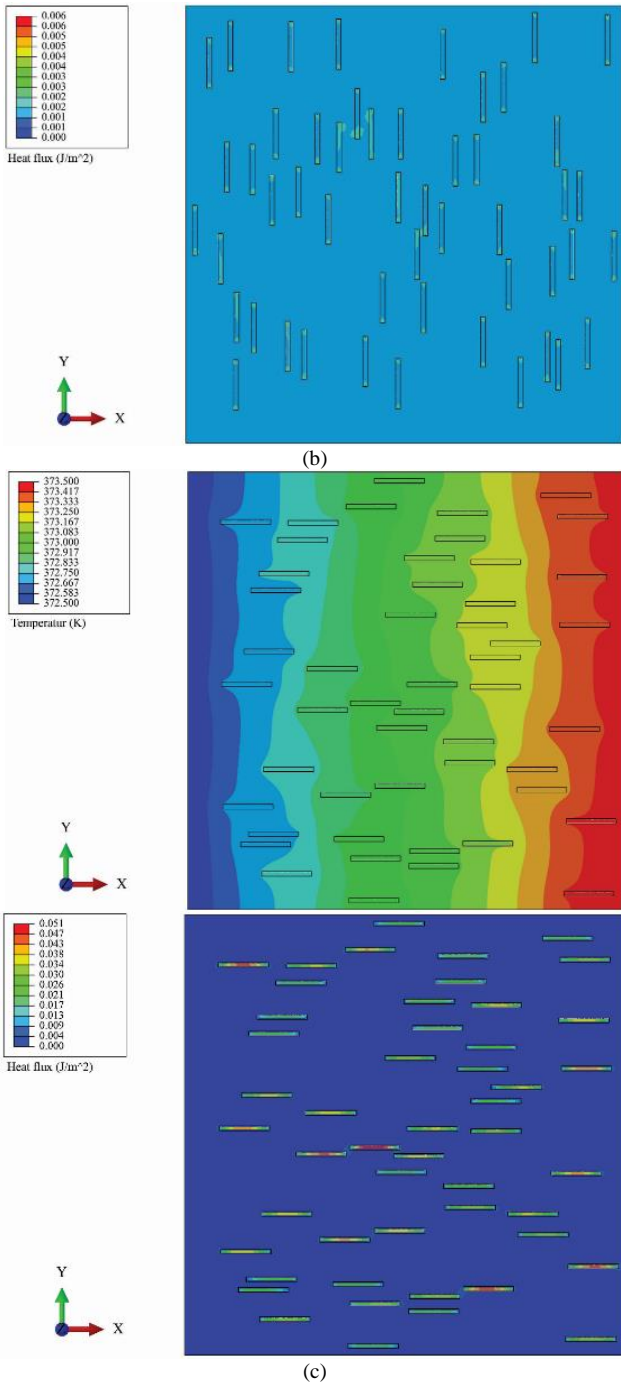 0.006
0.006
0.005
0.005
0.004
0.004
0.003
0.003
0.002
0.002
0.001
0.001
0.000
Heat flux (J/m^2)
Y
Z
X
(b)
373.500
373.417
373.333
373.250
373.167
373.083
373.000
372.917
372.833
372.750
372.667
372.583
372.500
Temperatur (K)
Y
Z
X
0.051
0.047
0.043
0.038
0.034
0.030
0.026
0.021
0.017
0.013
0.009
0.004
0.000
Heat flux (J/m^2)
Y
Z
X
(c)